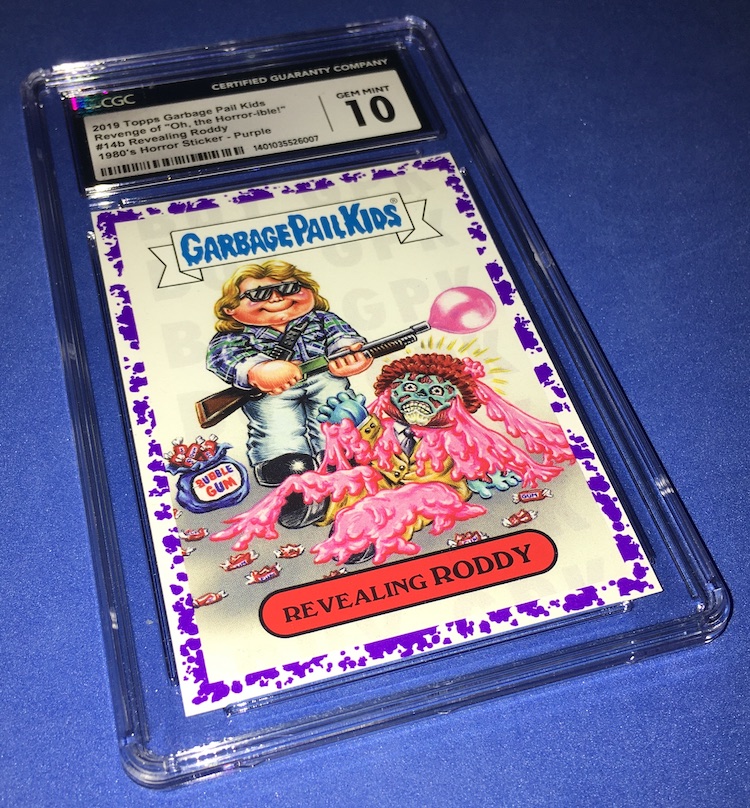 CGC
CERTIFIED GUARANTY COMPANY
2019 Topps Garbage Pail Kids
Revenge of "Oh, the Horror-ible!"
#14b Revealing Roddy
1980's Horror Sticker - Purple
1401035526007
GEM MINT
10
GARBAGE PAIL KIDS®
BUBBLE
GUM
GUM
REVEALING RODDY